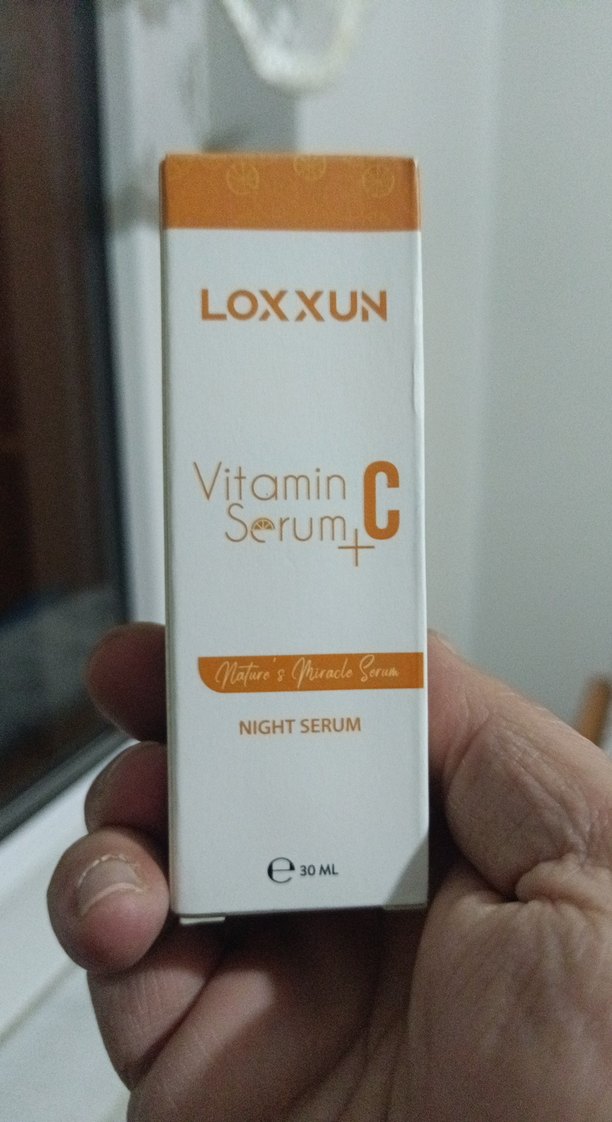 LOXXUN
Vitamin C
Serum+
Nature's Miracle Serum
NIGHT SERUM
℮ 30 ML